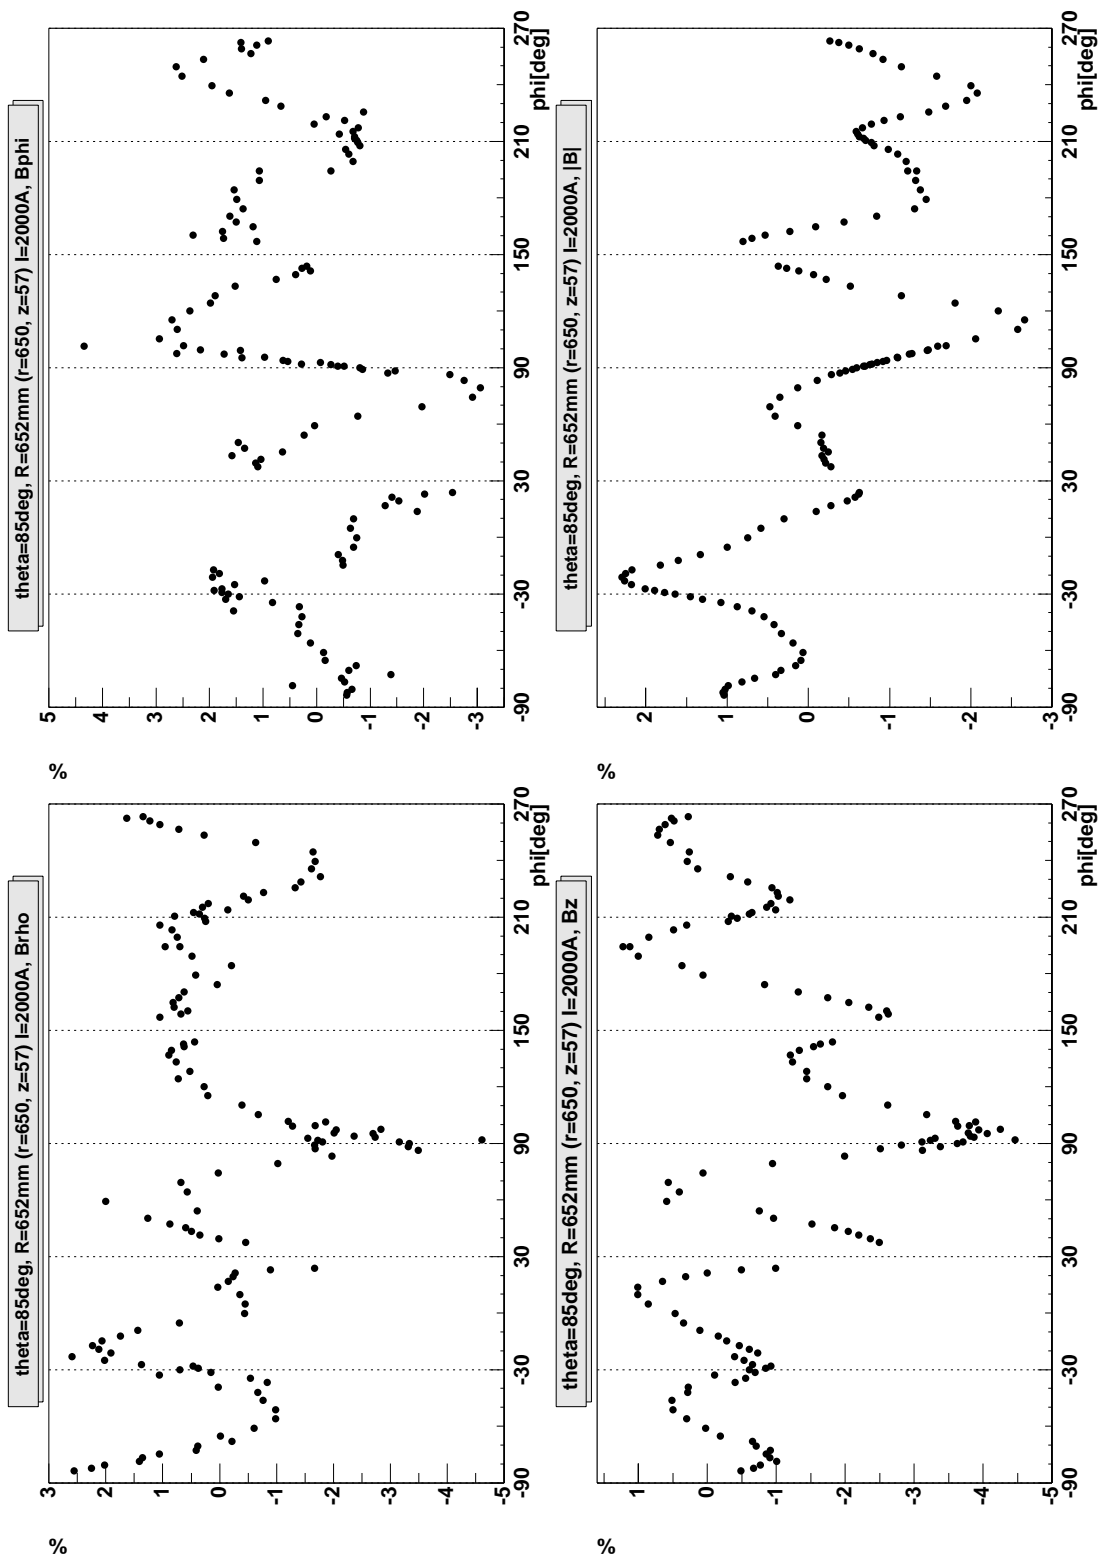 theta=85deg, R=652mm (r=650, z=57) I=2000A, Brho
%
3
2
1
0
-1
-2
-3
-4
-5
-90 -30 30 90 150 210 270
phi[deg]
theta=85deg, R=652mm (r=650, z=57) I=2000A, Bphi
%
5
4
3
2
1
0
-1
-2
-3
-90 -30 30 90 150 210 270
phi[deg]
theta=85deg, R=652mm (r=650, z=57) I=2000A, Bz
%
1
0
-1
-2
-3
-4
-5
-90 -30 30 90 150 210 270
phi[deg]
theta=85deg, R=652mm (r=650, z=57) I=2000A, |B|
%
2
1
0
-1
-2
-3
-90 -30 30 90 150 210 270
phi[deg]